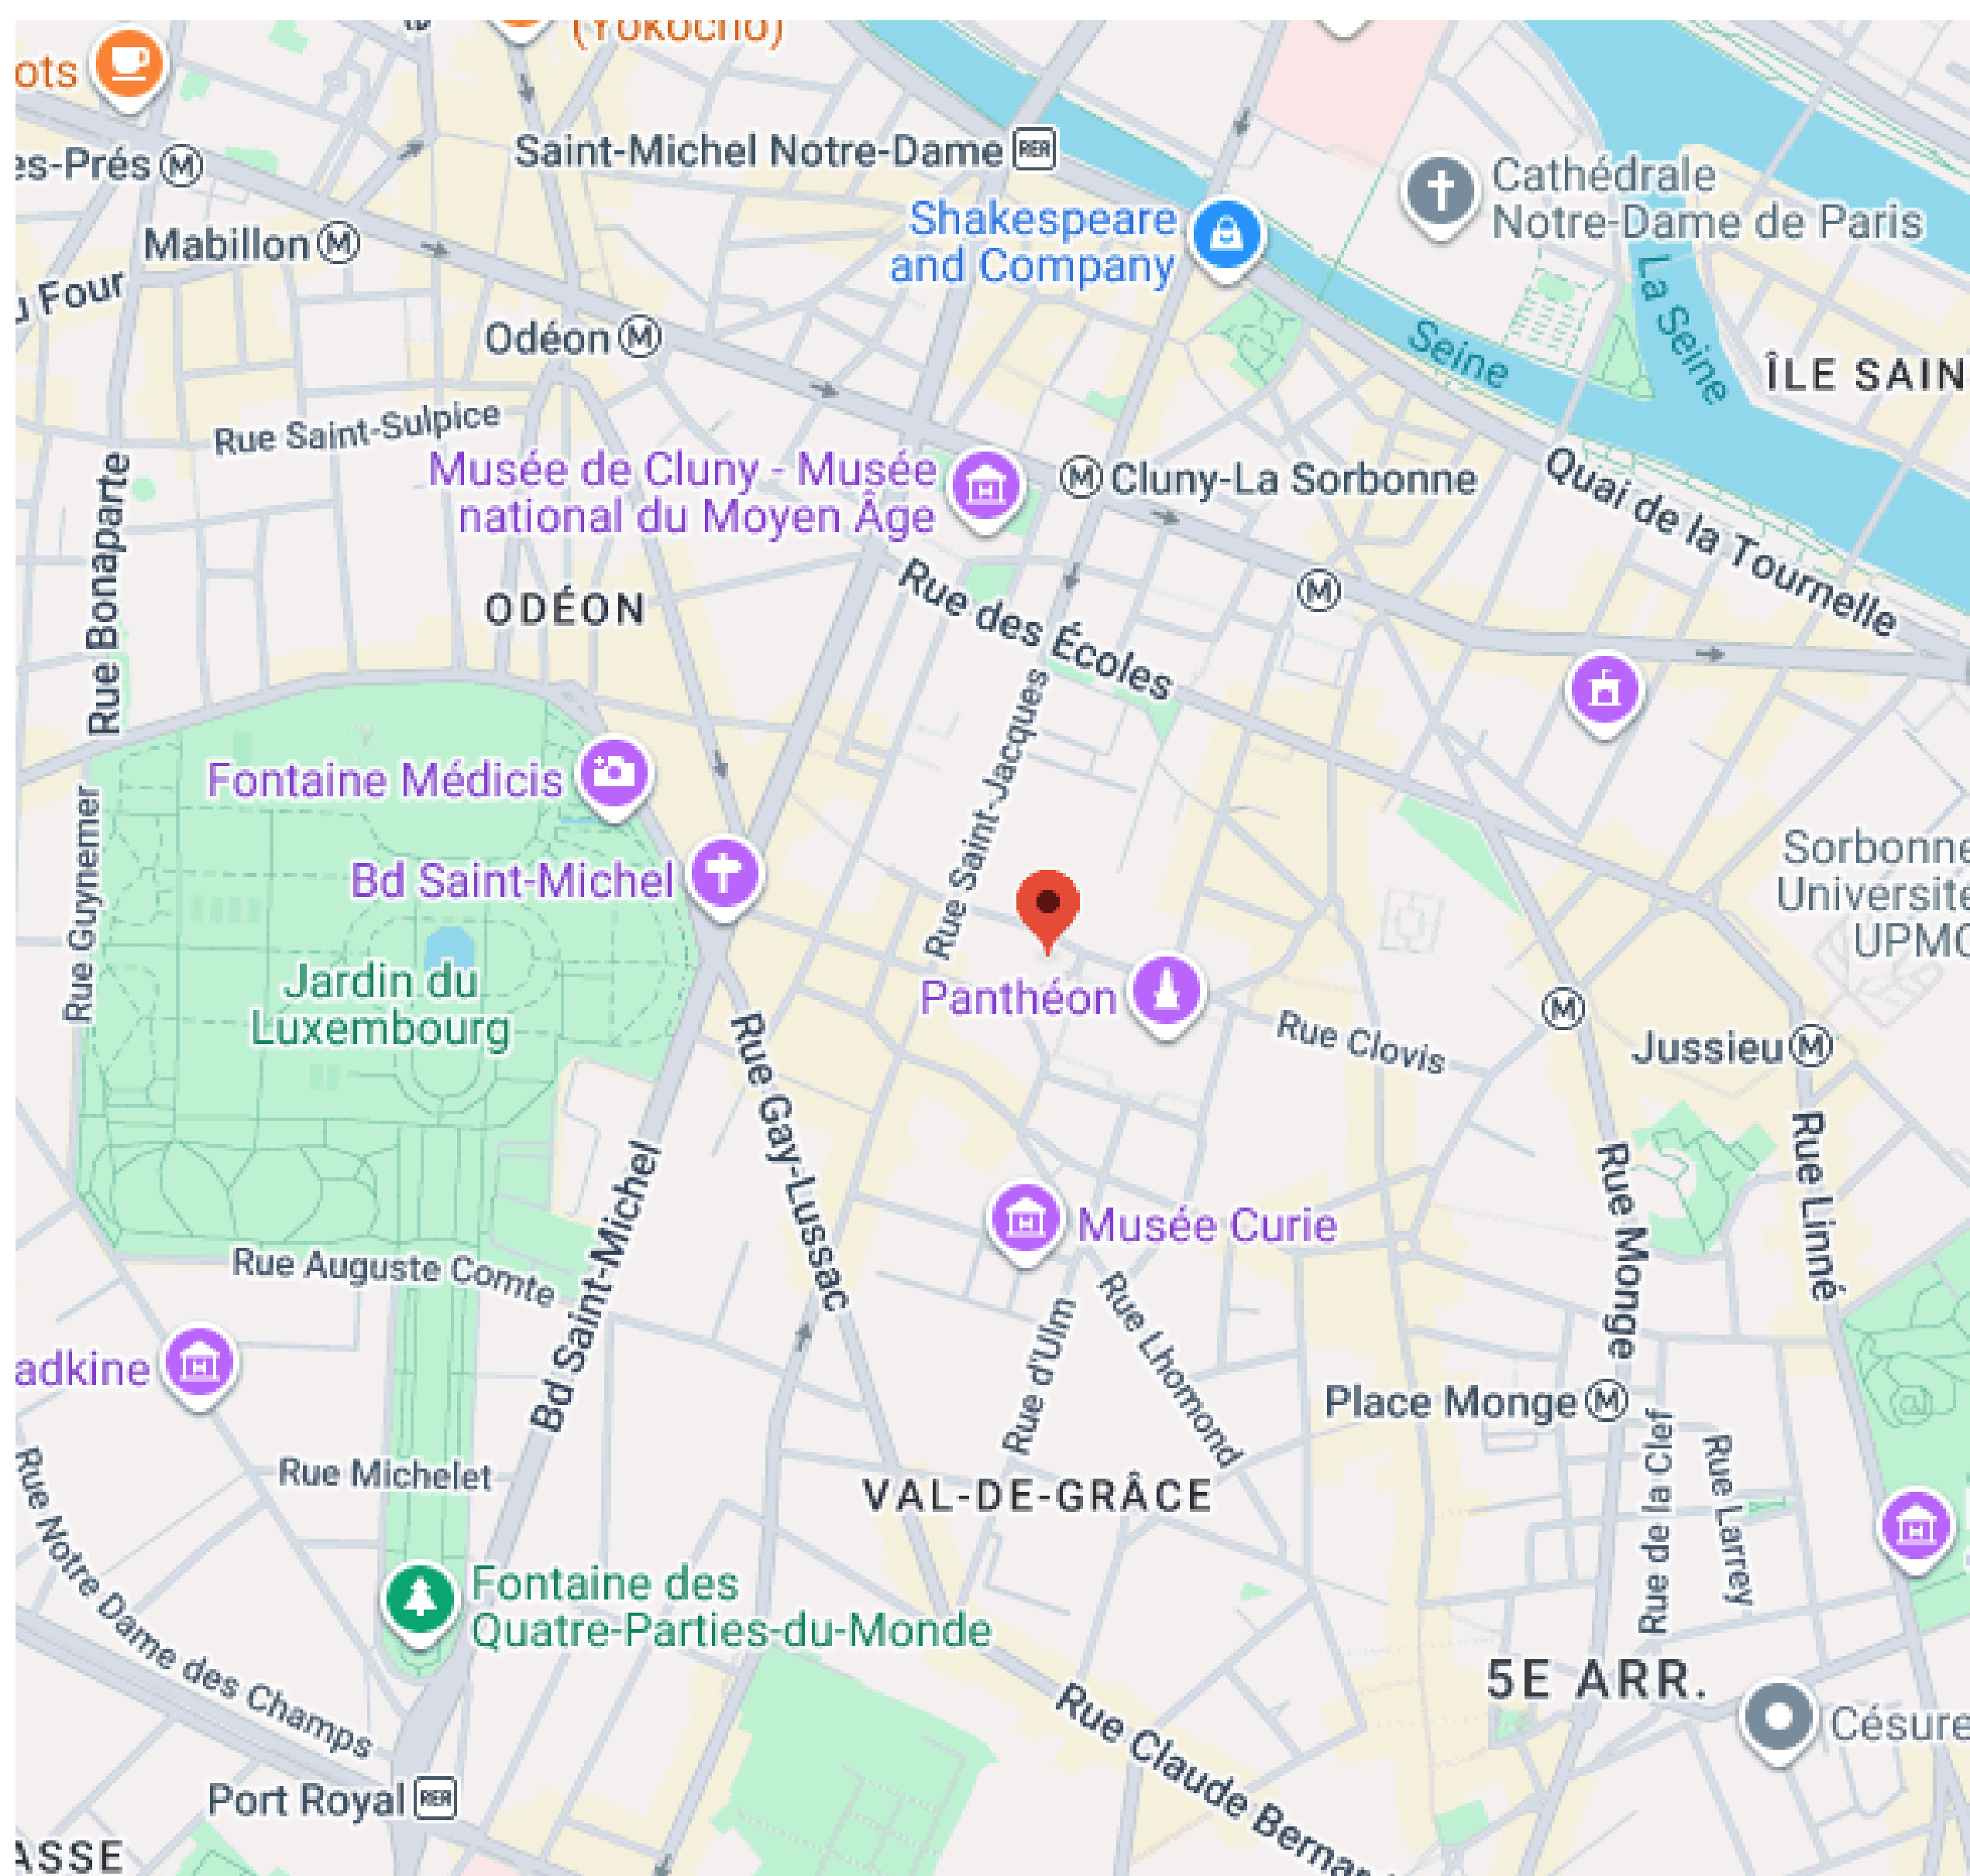 (Yokocho)
ots
Saint-Michel Notre-Dame RER
es-Prés M
Cathédrale
Notre-Dame de Paris
Shakespeare
and Company
Mabillon M
La Seine
u Four
Odéon M
Seine
ÎLE SAIN
Rue Saint-Sulpice
Rue Bonaparte
Musée de Cluny - Musée
national du Moyen Âge
M Cluny-La Sorbonne
Quai de la Tournelle
M
Rue des Écoles
ODÉON
Rue Saint-Jacques
Fontaine Médicis
Rue Guynemer
Bd Saint-Michel
Sorbonne
Université
UPMC
Jardin du
Luxembourg
Panthéon
M
Rue Clovis
Jussieu M
Rue Gay-Lussac
Rue Linné
Rue Monge
Bd Saint-Michel
Musée Curie
Rue Auguste Comte
Rue d'Ulm
Rue Lhomond
adkine
Place Monge M
Rue de la Clef
Rue Larrey
Rue Michelet
VAL-DE-GRÂCE
Rue Notre Dame des Champs
Fontaine des
Quatre-Parties-du-Monde
5E ARR.
Rue Claude Bernar
Césure
Port Royal RER
ASSE